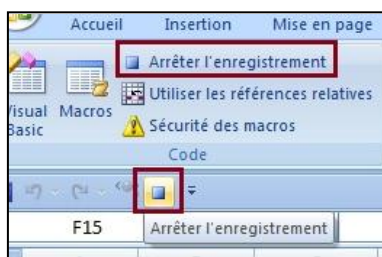 Accueil Insertion Mise en page
Arrêter l'enregistrement
Utiliser les références relatives
Visual Basic
Macros
Sécurité des macros
Code
F15
Arrêter l'enregistrement